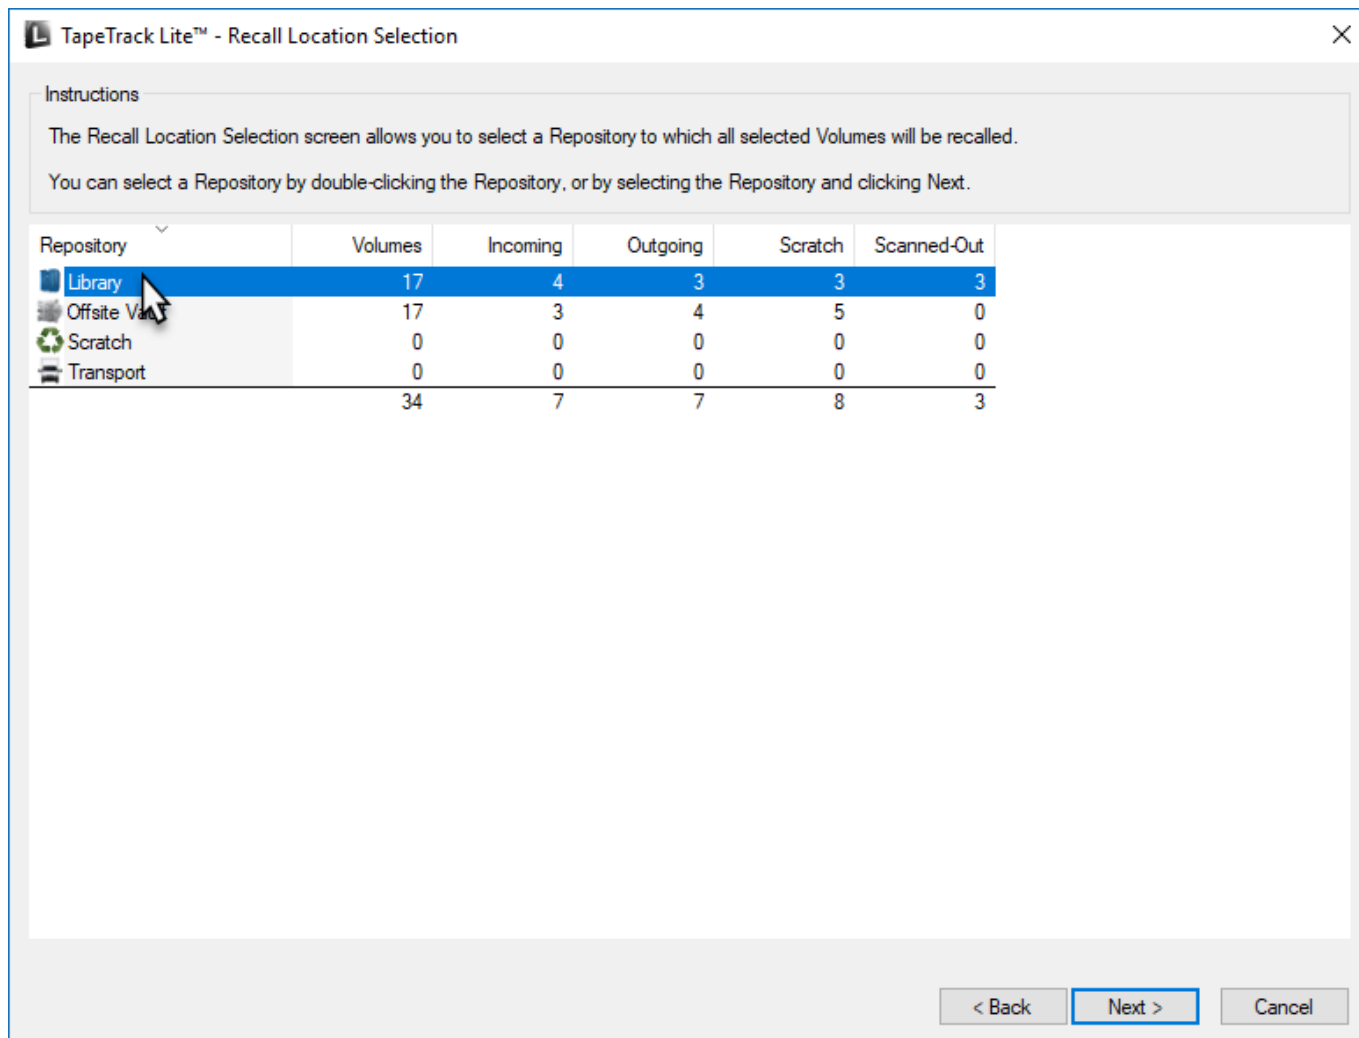 TapeTrack Lite™ - Recall Location Selection
Instructions
The Recall Location Selection screen allows you to select a Repository to which all selected Volumes will be recalled.
You can select a Repository by double-clicking the Repository, or by selecting the Repository and clicking Next.
Repository Volumes Incoming Outgoing Scratch Scanned-Out
Library 17 4 3 3 3
Offsite 17 3 4 5 0
Scratch 0 0 0 0 0
Transport 0 0 0 0 0
34 7 7 8 3
< Back Next > Cancel